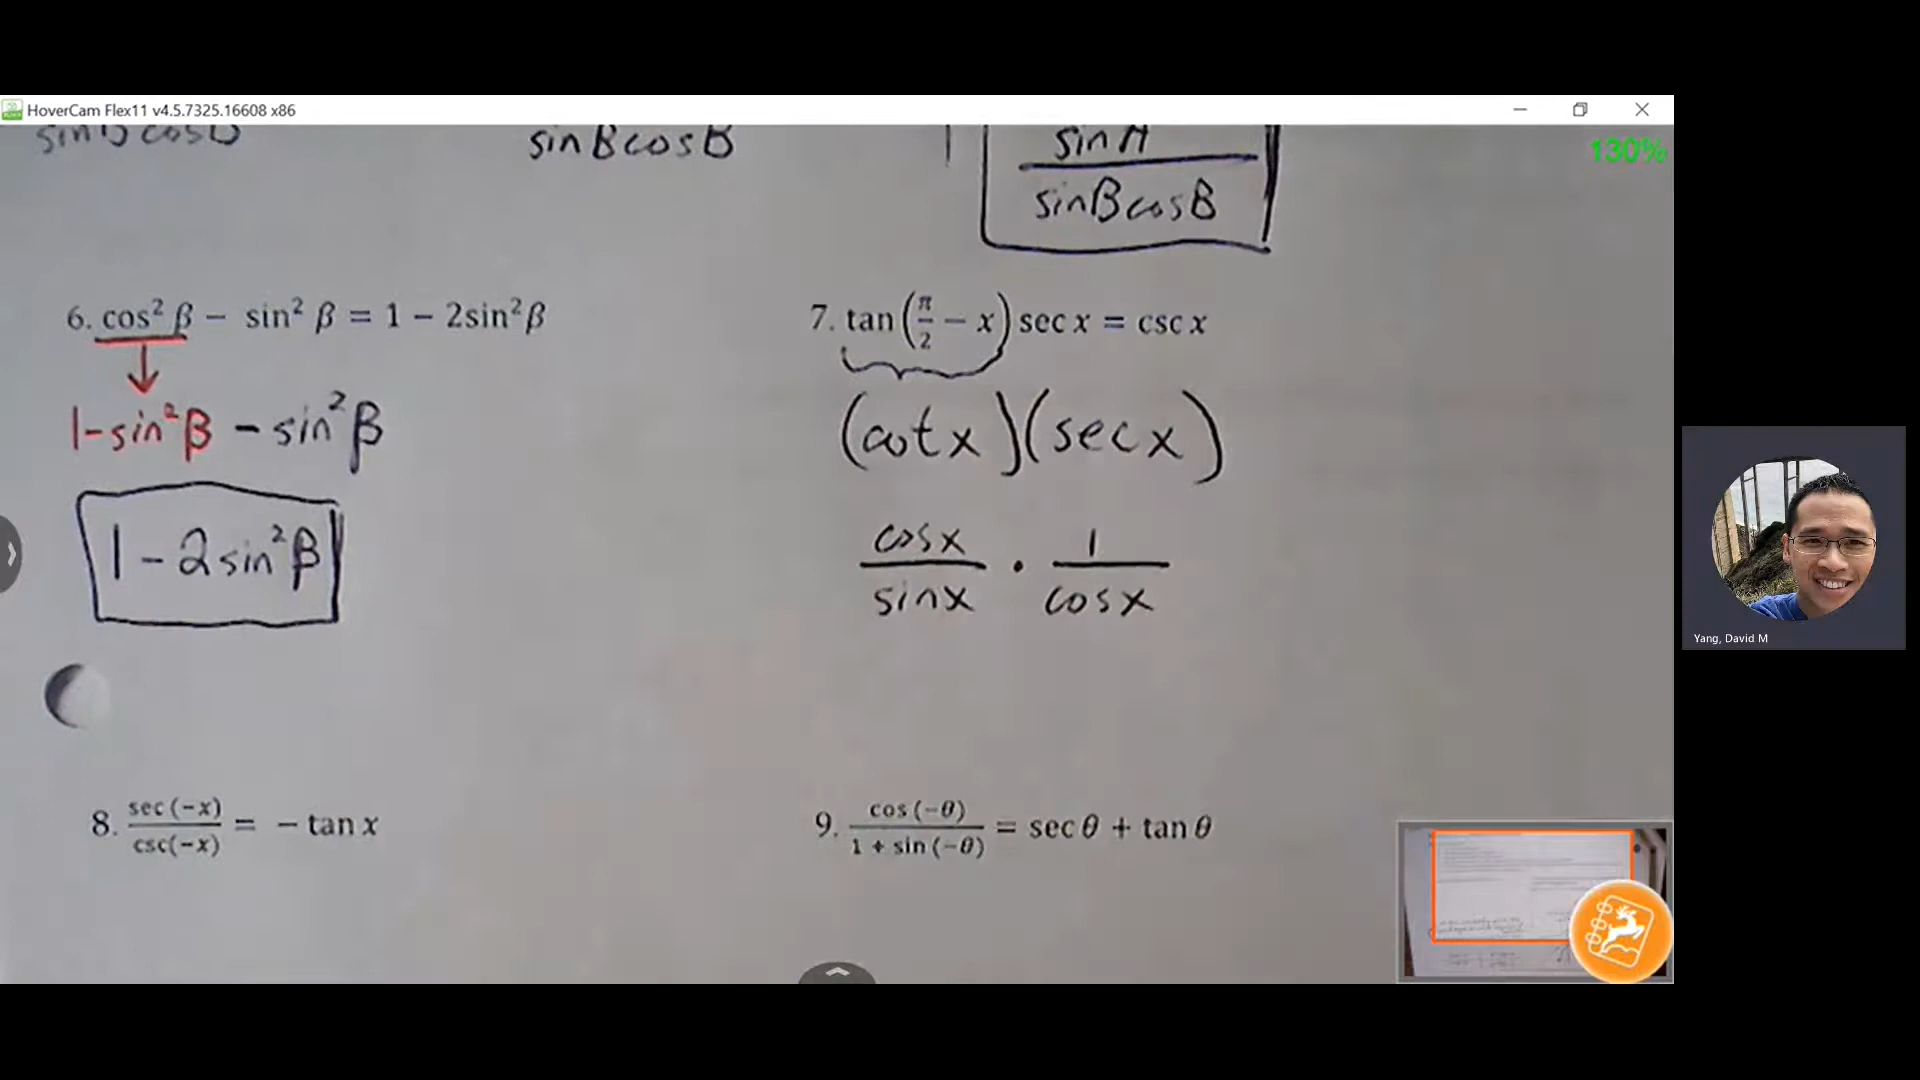 HoverCam Flex11 v4.5.7325.16608 x86
130%
sinBcosB
sinBcosB
sinA
sinBcosB
6. cos² β − sin² β = 1 − 2sin² β
1-sin²β - sin²β
1 - 2sin²β
7. tan(π/2 − x) sec x = csc x
(cotx)(secx)
cosx/sinx · 1/cosx
8. sec (−x)/csc(−x) = − tan x
9. cos (−θ)/1 + sin (−θ) = sec θ + tan θ
Yang, David M